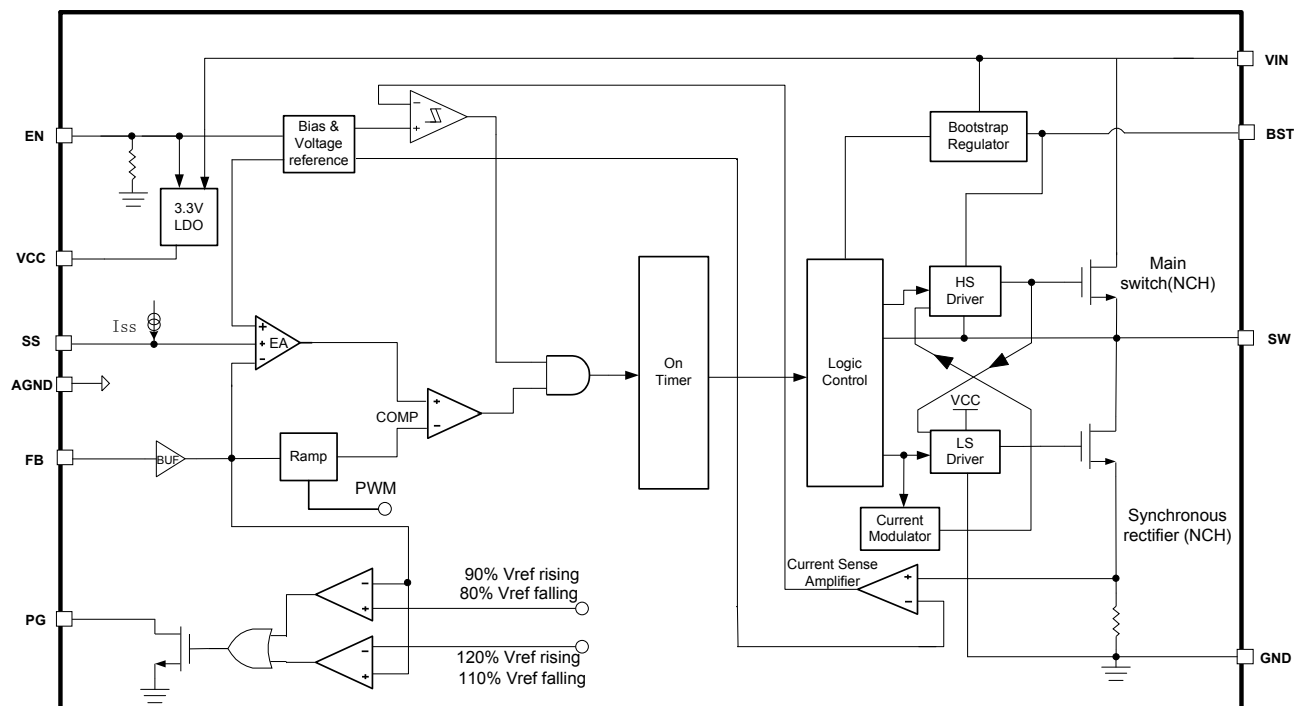 VIN
EN
Bias &
Voltage
reference
−
+
Bootstrap
Regulator
BST
3.3V
LDO
VCC
HS
Driver
Main
switch(NCH)
Iss
SS
+
+
−
EA
On
Timer
Logic
Control
SW
AGND
COMP
+
−
VCC
FB
BUF
Ramp
LS
Driver
PWM
Current
Modulator
Synchronous
rectifier (NCH)
Current Sense
Amplifier
+
−
90% Vref rising
80% Vref falling
−
+
PG
−
+
120% Vref rising
110% Vref falling
GND